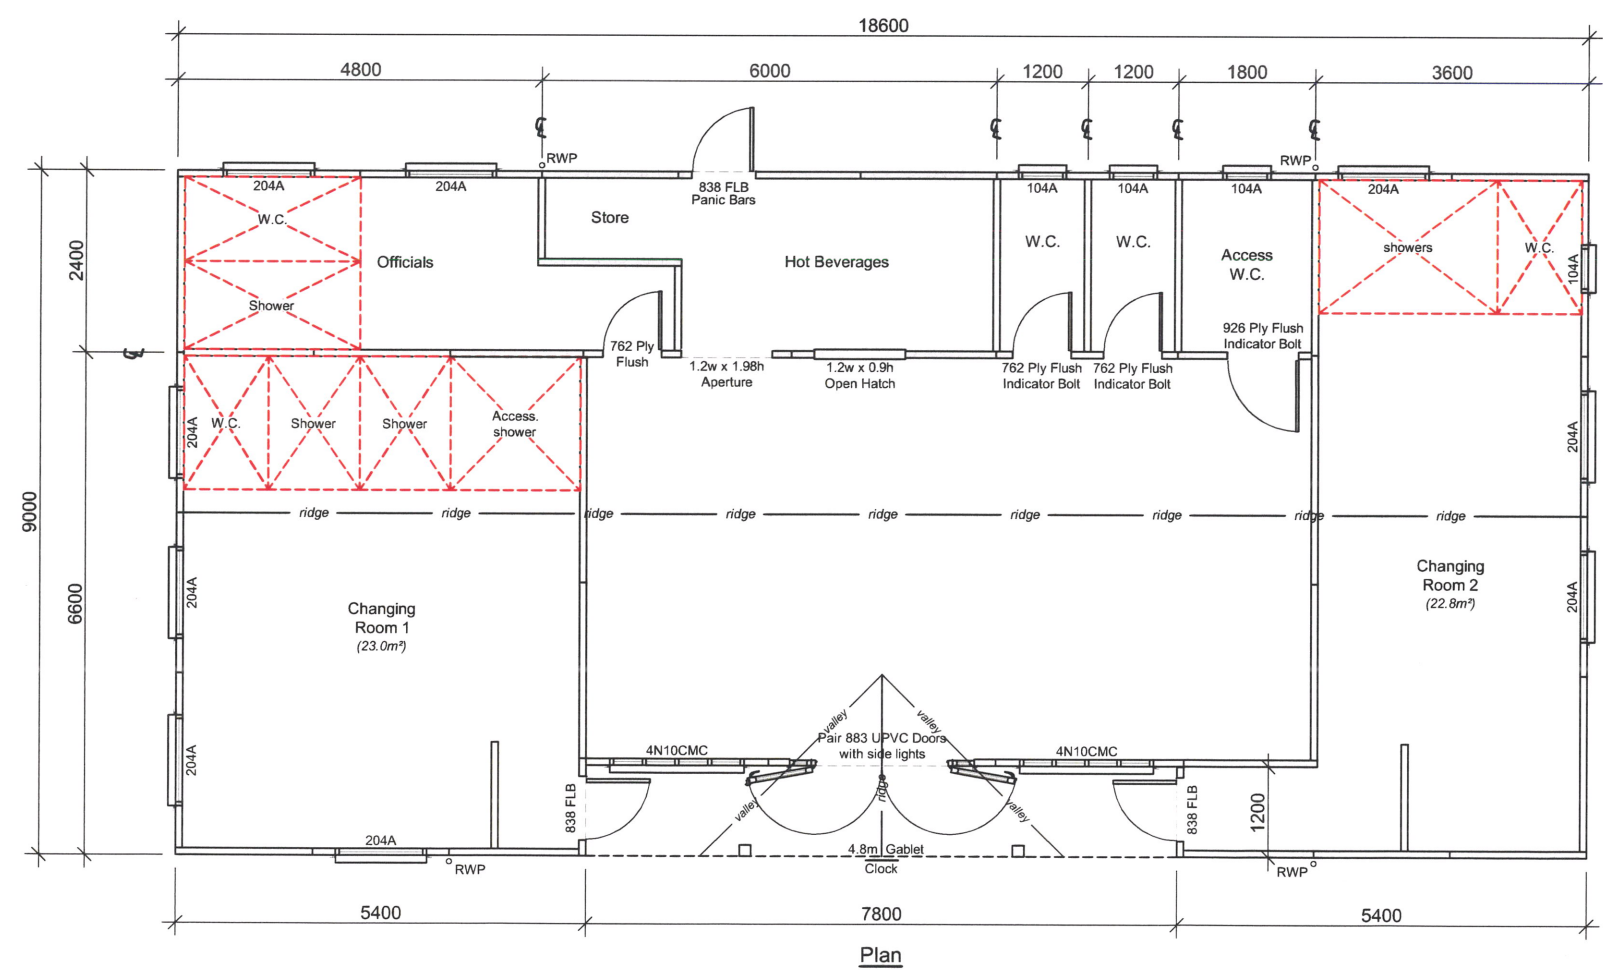 18600
4800
6000
1200
1200
1800
3600
RWP
RWP
204A
204A
838 FLB
Panic Bars
104A
104A
104A
204A
W.C.
Store
W.C.
W.C.
showers
W.C.
Officials
Hot Beverages
Access
W.C.
104A
2400
Shower
926 Ply Flush
Indicator Bolt
762 Ply
Flush
1.2w x 1.98h
Aperture
1.2w x 0.9h
Open Hatch
762 Ply Flush
Indicator Bolt
762 Ply Flush
Indicator Bolt
204A
W.C.
Shower
Shower
Access.
shower
204A
9000
ridge
ridge
ridge
ridge
ridge
ridge
ridge
ridge
ridge
6600
204A
Changing
Room 1
(23.0m²)
Changing
Room 2
(22.8m²)
204A
valley
valley
Pair 883 UPVC Doors
with side lights
4N10CMC
4N10CMC
204A
838 FLB
valley
ridge
valley
838 FLB
1200
204A
4.8m Gablet
Clock
RWP
RWP
5400
7800
5400
Plan